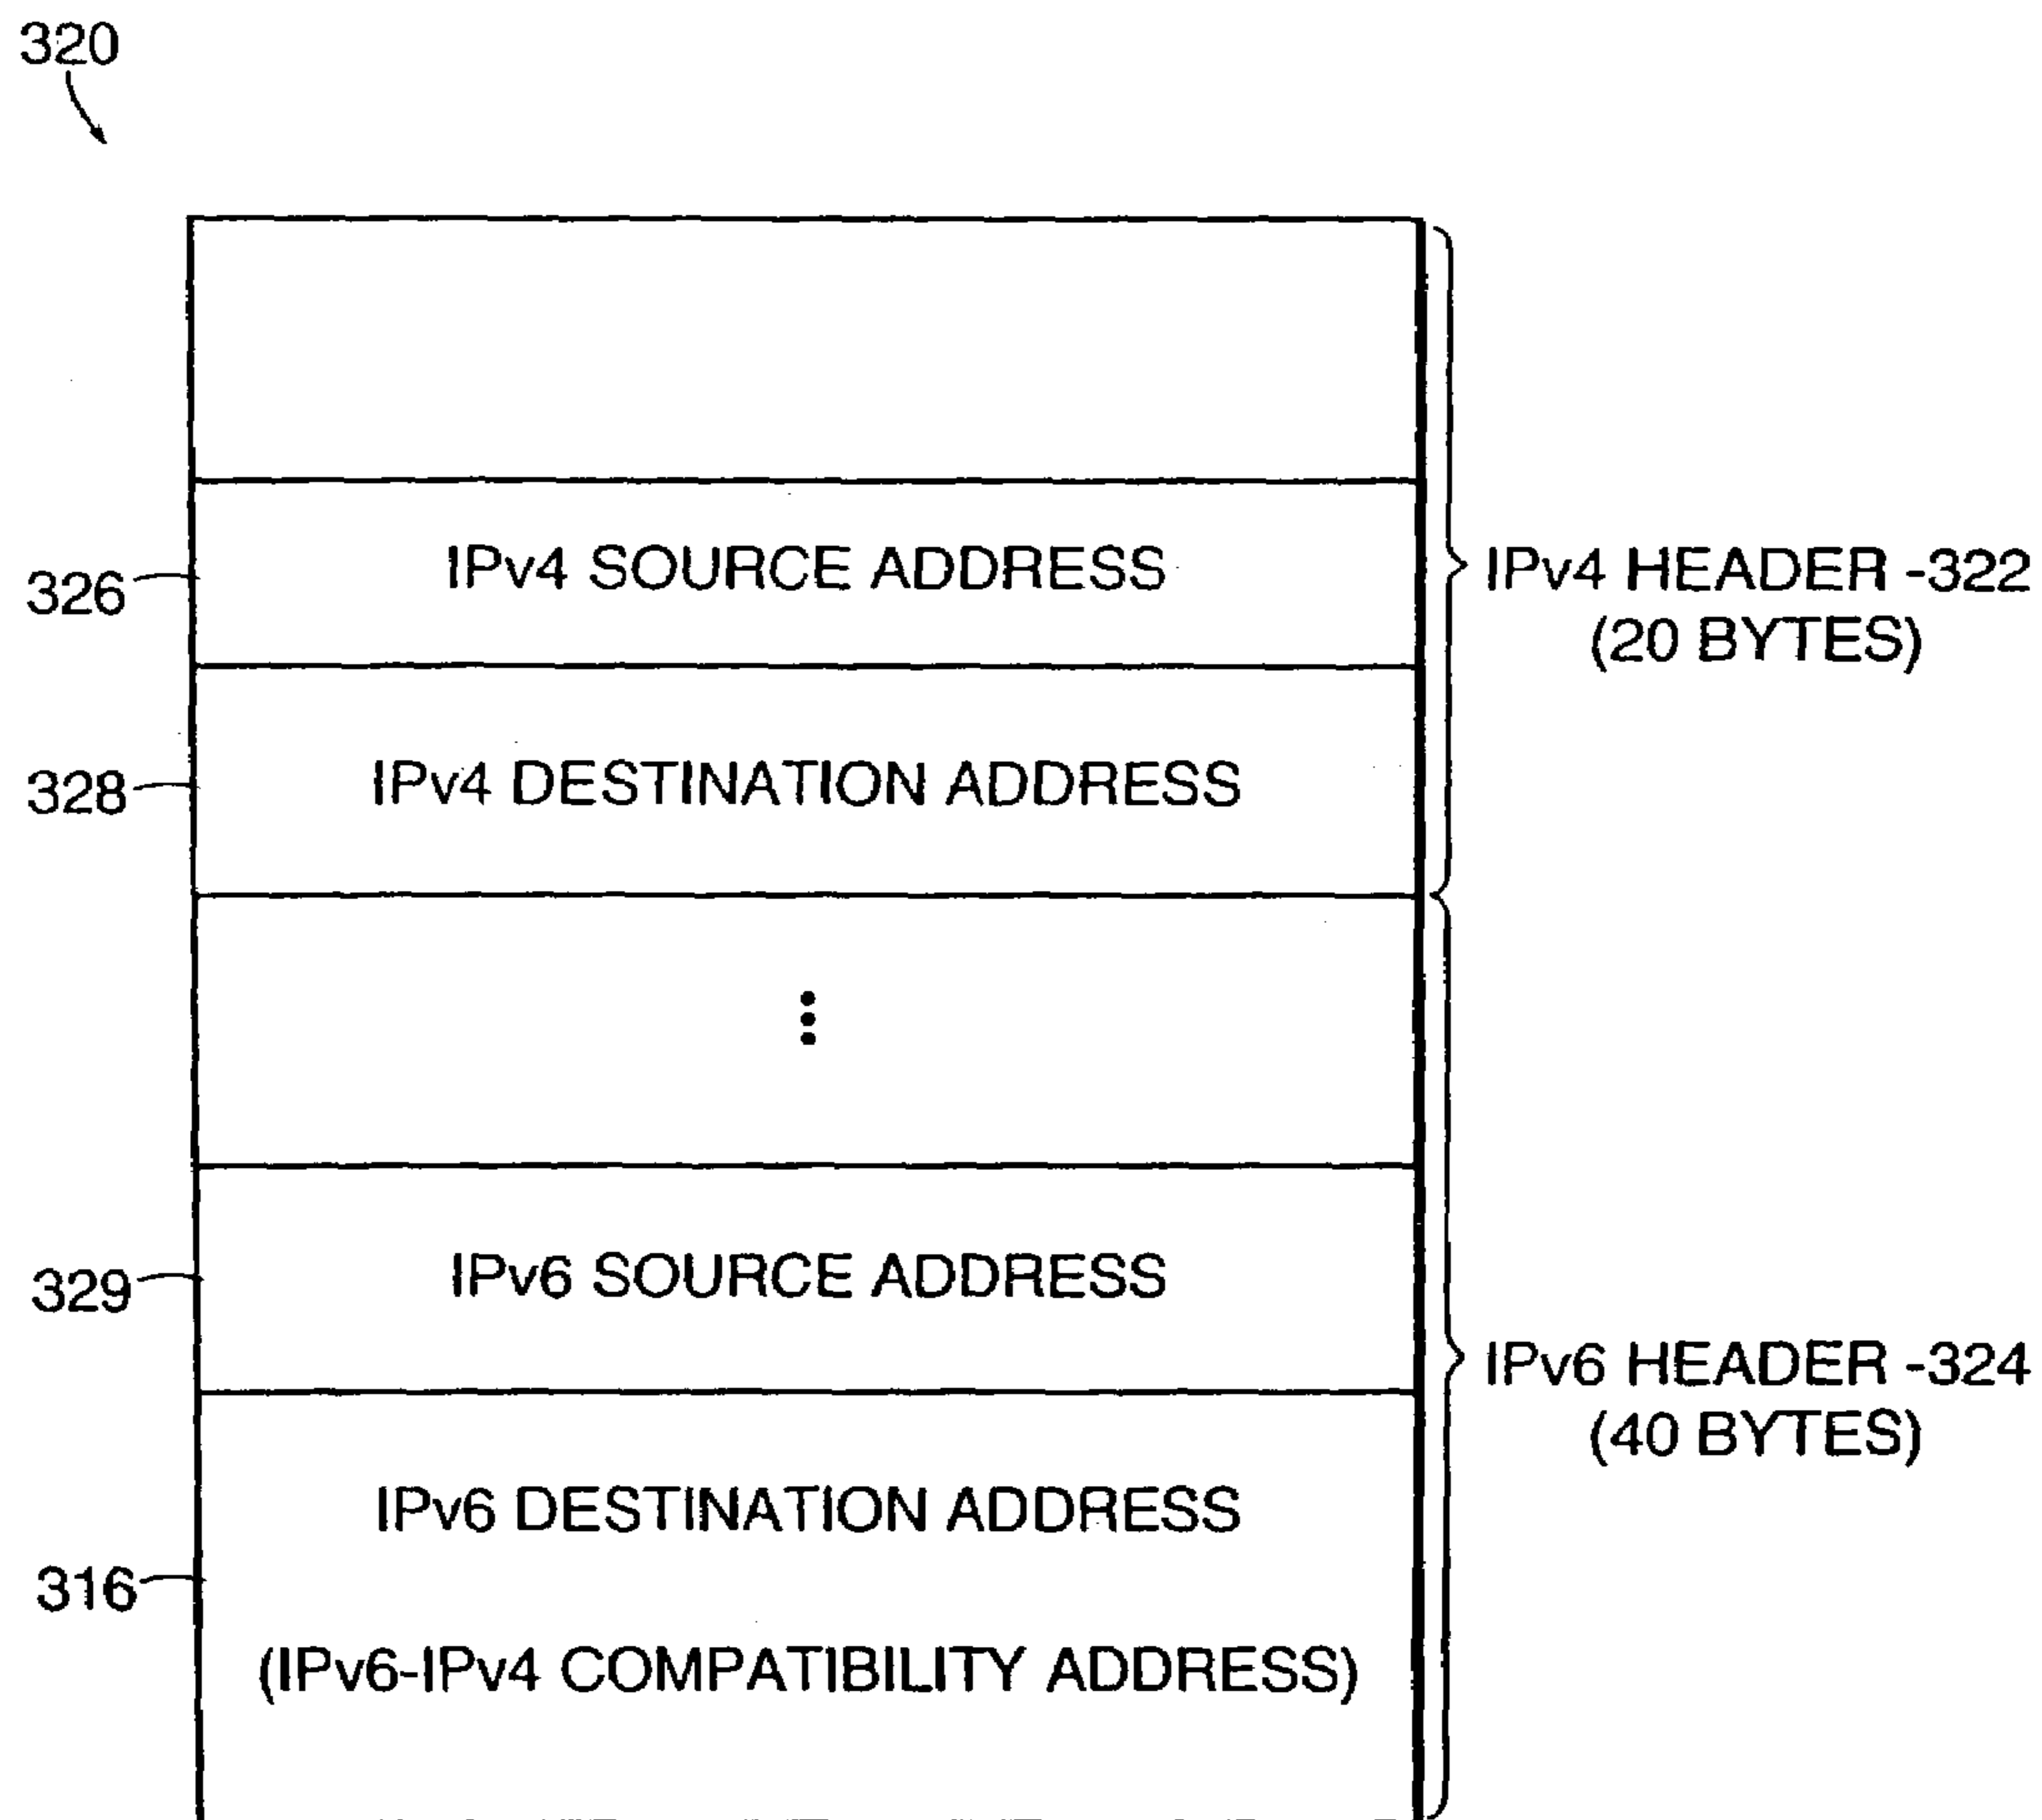 320
326
IPv4 SOURCE ADDRESS
IPv4 HEADER -322
(20 BYTES)
328
IPv4 DESTINATION ADDRESS
329
IPv6 SOURCE ADDRESS
IPv6 HEADER -324
(40 BYTES)
IPv6 DESTINATION ADDRESS
316
(IPv6-IPv4 COMPATIBILITY ADDRESS)